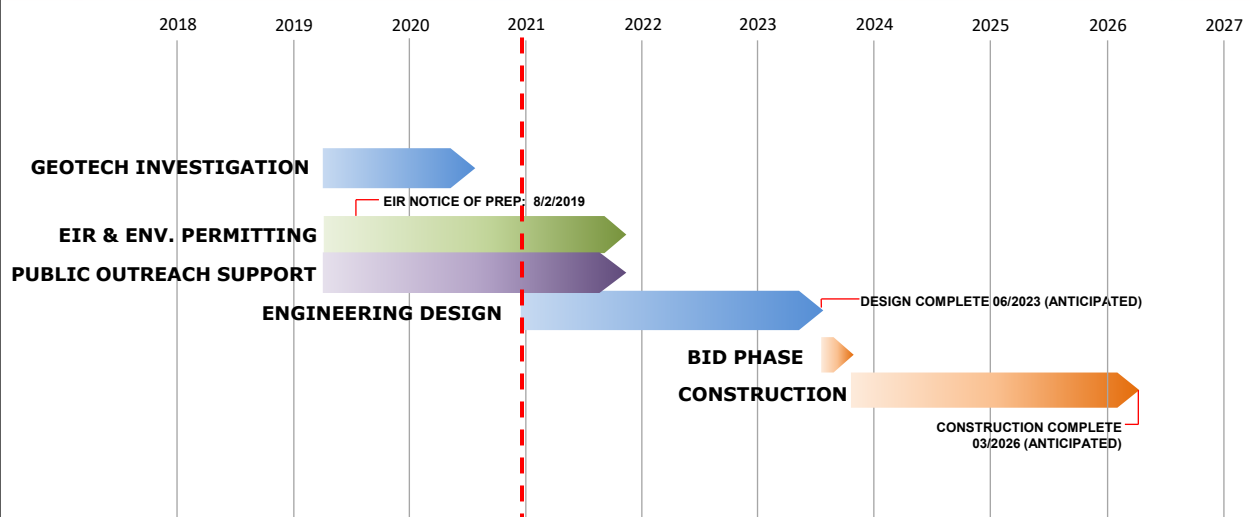 2018 2019 2020 2021 2022 2023 2024 2025 2026 2027
GEOTECH INVESTIGATION
EIR NOTICE OF PREP: 8/2/2019
EIR & ENV. PERMITTING
PUBLIC OUTREACH SUPPORT
DESIGN COMPLETE 06/2023 (ANTICIPATED)
ENGINEERING DESIGN
BID PHASE
CONSTRUCTION
CONSTRUCTION COMPLETE
03/2026 (ANTICIPATED)